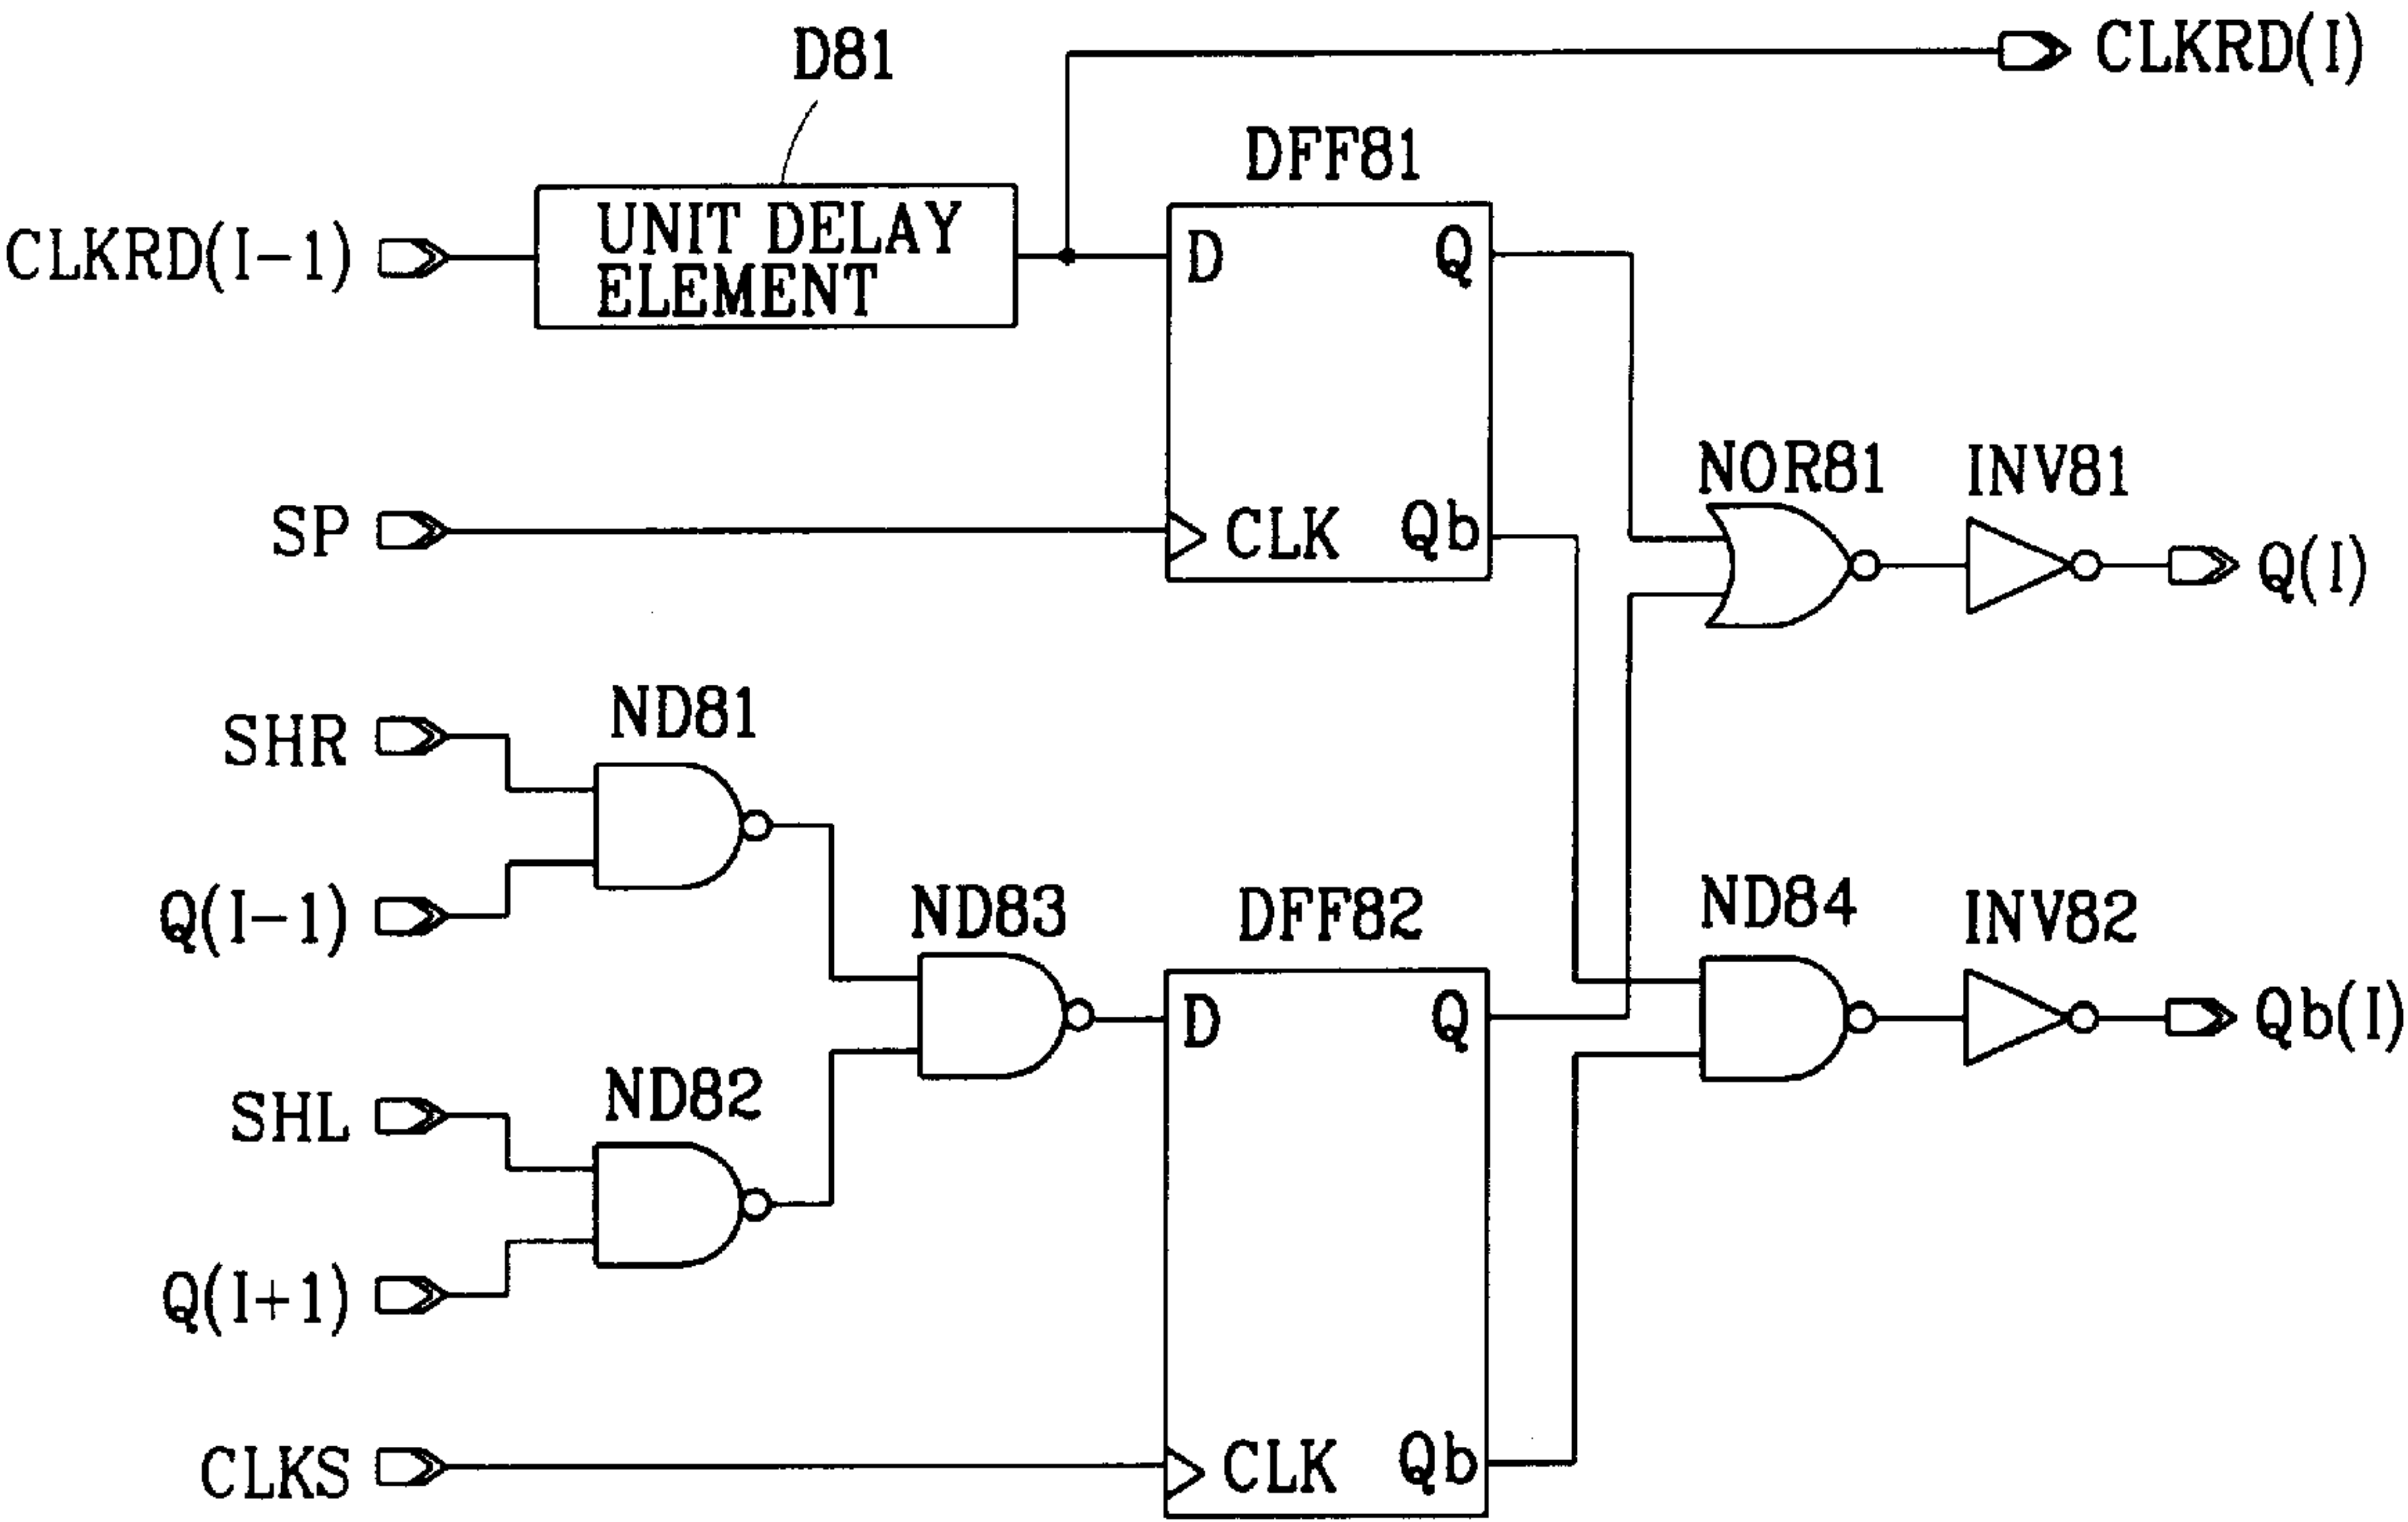 D81
CLKRD(I)
DFF81
CLKRD(I-1)
UNIT DELAY
ELEMENT
D
Q
SP
CLK
Qb
NOR81
INV81
Q(I)
SHR
ND81
Q(I-1)
ND83
DFF82
ND84
INV82
D
Q
Qb(I)
SHL
ND82
Q(I+1)
CLKS
CLK
Qb